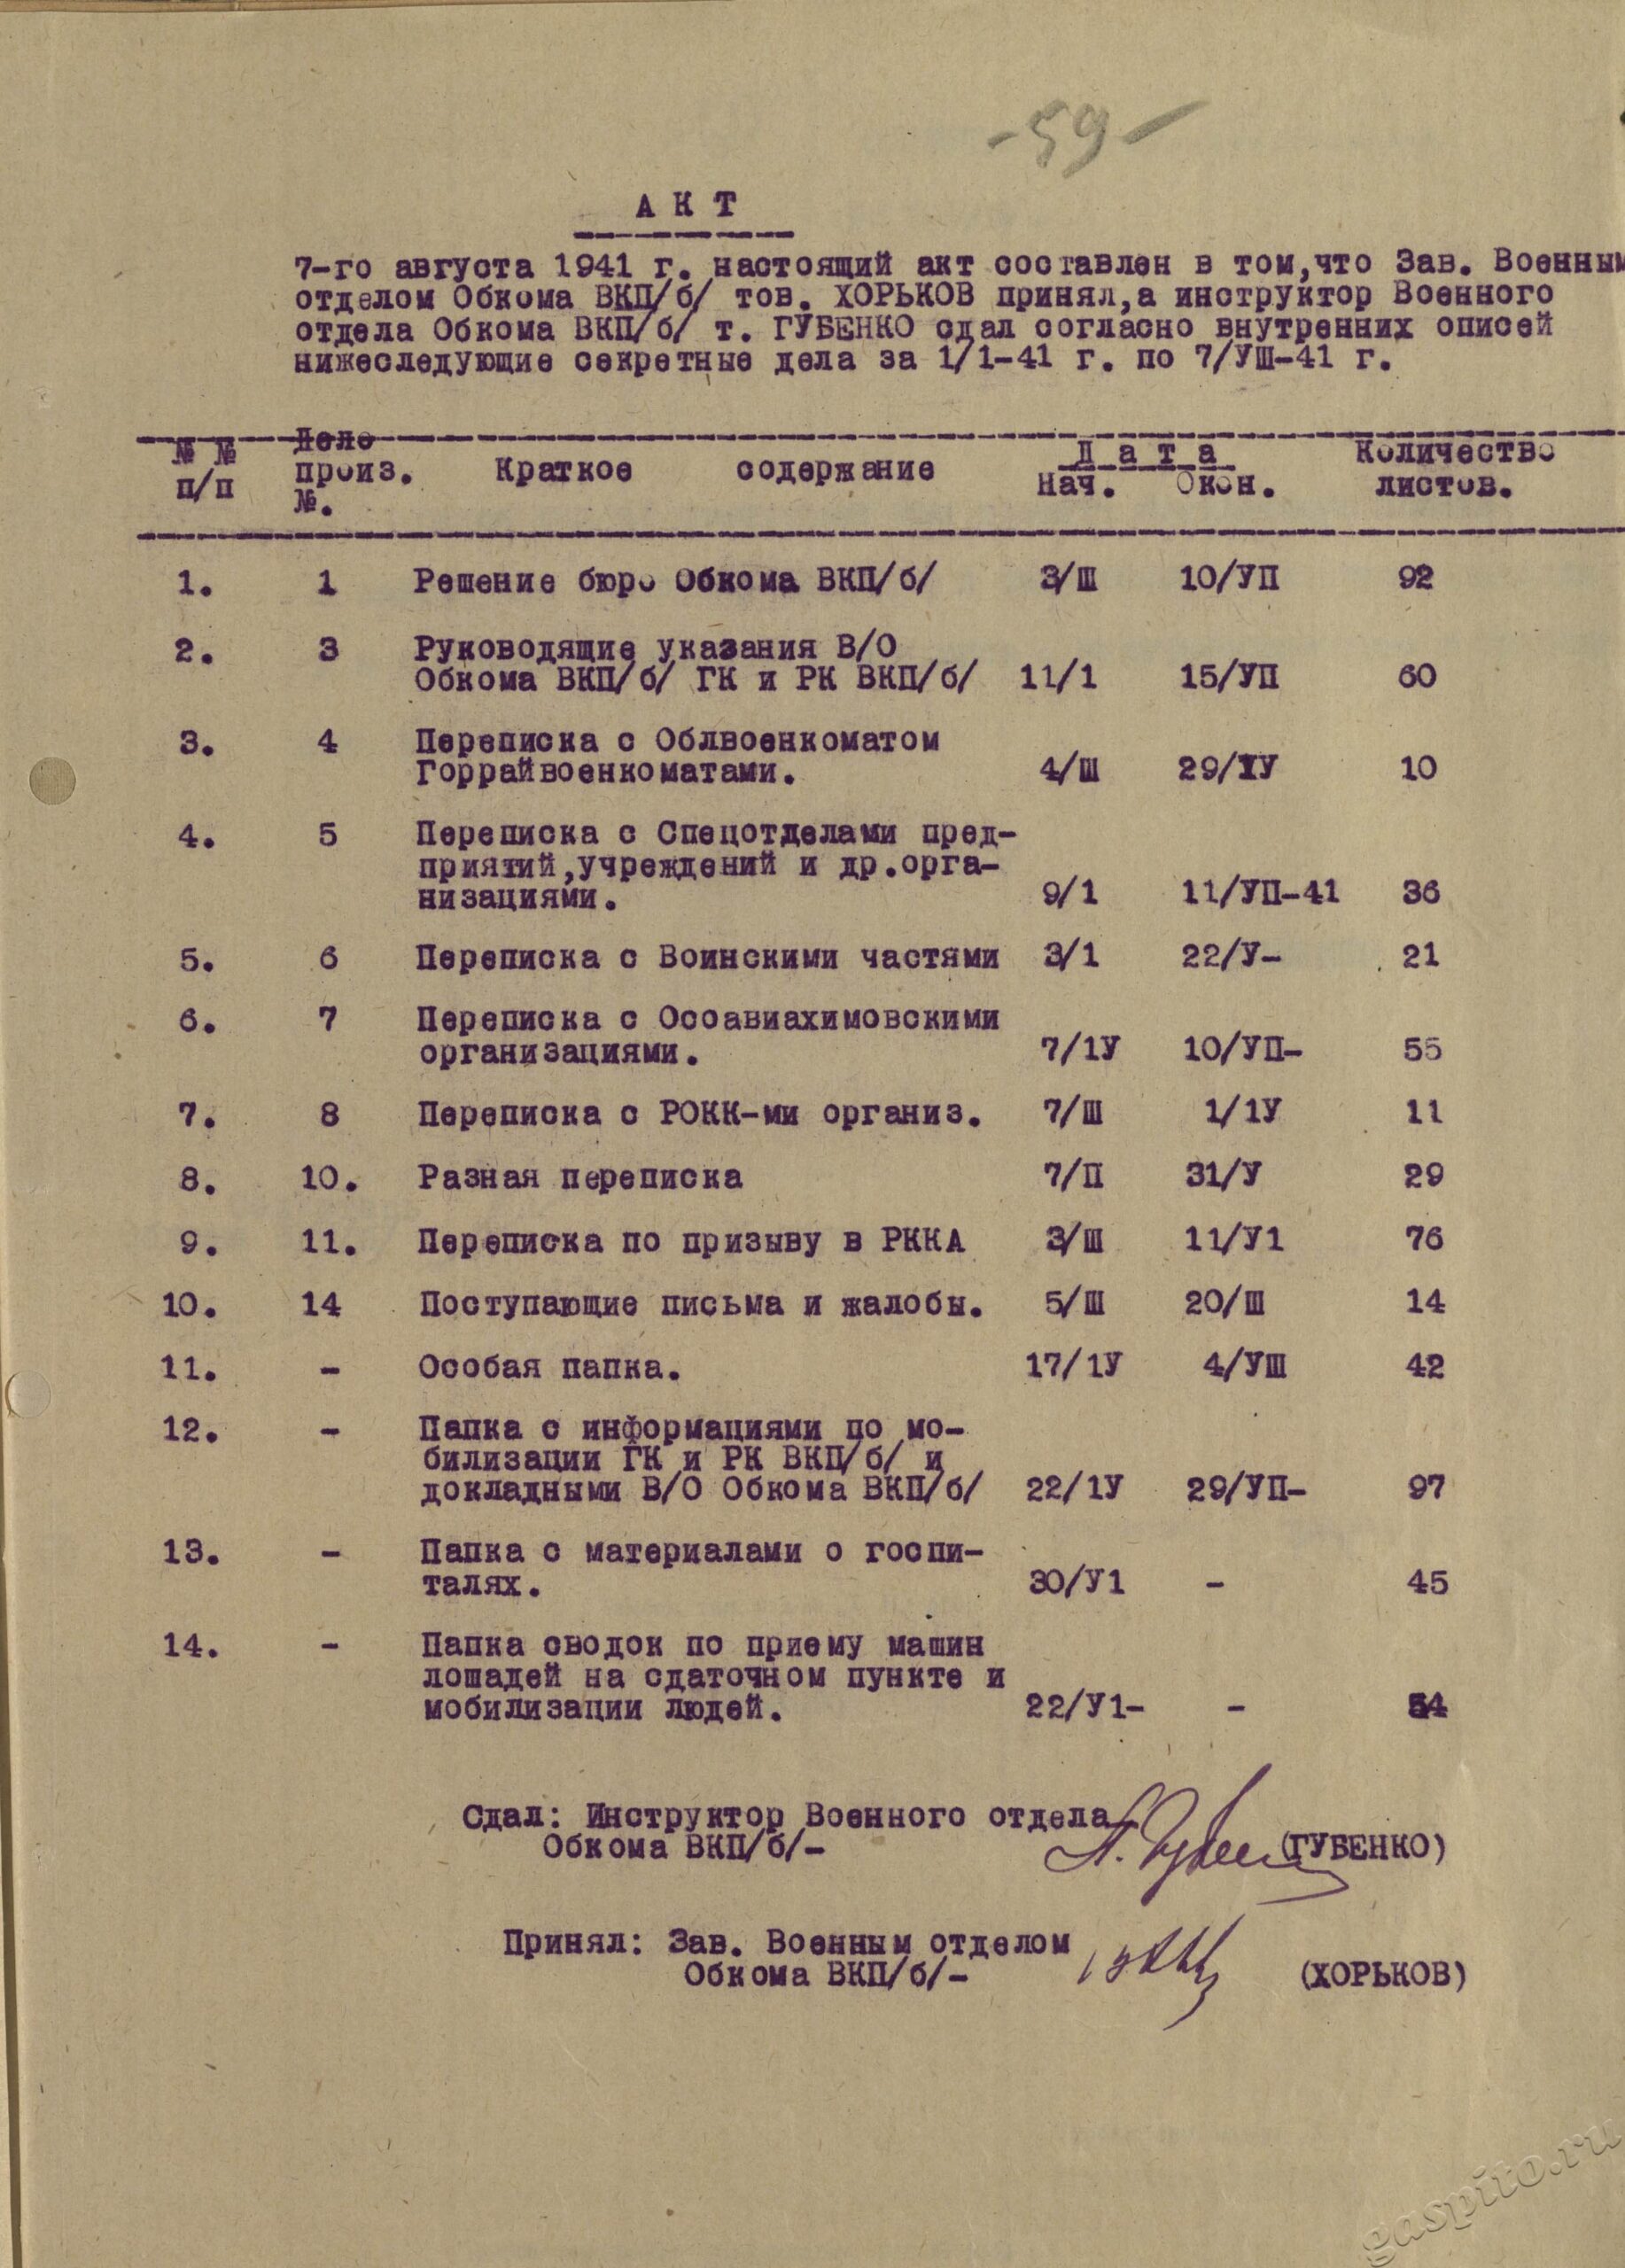 -59-
А К Т
7-го августа 1941 г. настоящий акт составлен в том,что Зав. Военным
отделом Обкома ВКП/б/ тов. ХОРЬКОВ принял,а инструктор Военного
отдела Обкома ВКП/б/ т. ГУБЕНКО сдал согласно внутренних описей
нижеследующие секретные дела за 1/1-41 г. по 7/УШ-41 г.
№ № Дело Д а т а Количество
п/п произ. Краткое содержание Нач. Окон. листов.
№.
1. 1 Решение бюро Обкома ВКП/б/ 3/Ш 10/УП 92
2. 3 Руководящие указания В/О
Обкома ВКП/б/ ГК и РК ВКП/б/ 11/1 15/УП 60
3. 4 Переписка с Облвоенкоматом
Горрайвоенкоматами. 4/Ш 29/1У 10
4. 5 Переписка с Спецотделами пред-
приятий,учреждений и др.орга-
низациями. 9/1 11/УП-41 36
5. 6 Переписка с Воинскими частями 3/1 22/У- 21
6. 7 Переписка с Осоавиахимовскими
организациями. 7/1У 10/УП- 55
7. 8 Переписка с РОКК-ми организ. 7/Ш 1/1У 11
8. 10. Разная переписка 7/П 31/У 29
9. 11. Переписка по призыву в РККА 3/Ш 11/У1 76
10. 14 Поступающие письма и жалобы. 5/Ш 20/Ш 14
11. - Особая папка. 17/1У 4/УШ 42
12. - Папка с информациями по мо-
билизации ГК и РК ВКП/б/ и
докладными В/О Обкома ВКП/б/ 22/1У 29/УП- 97
13. - Папка с материалами о госпи-
талях. 30/У1 - 45
14. - Папка сводок по приему машин
лошадей на сдаточном пункте и
мобилизации людей. 22/У1- - 54
Сдал: Инструктор Военного отдела
Обкома ВКП/б/- (ГУБЕНКО)
Принял: Зав. Военным отделом
Обкома ВКП/б/- (ХОРЬКОВ)
gaspito.ru